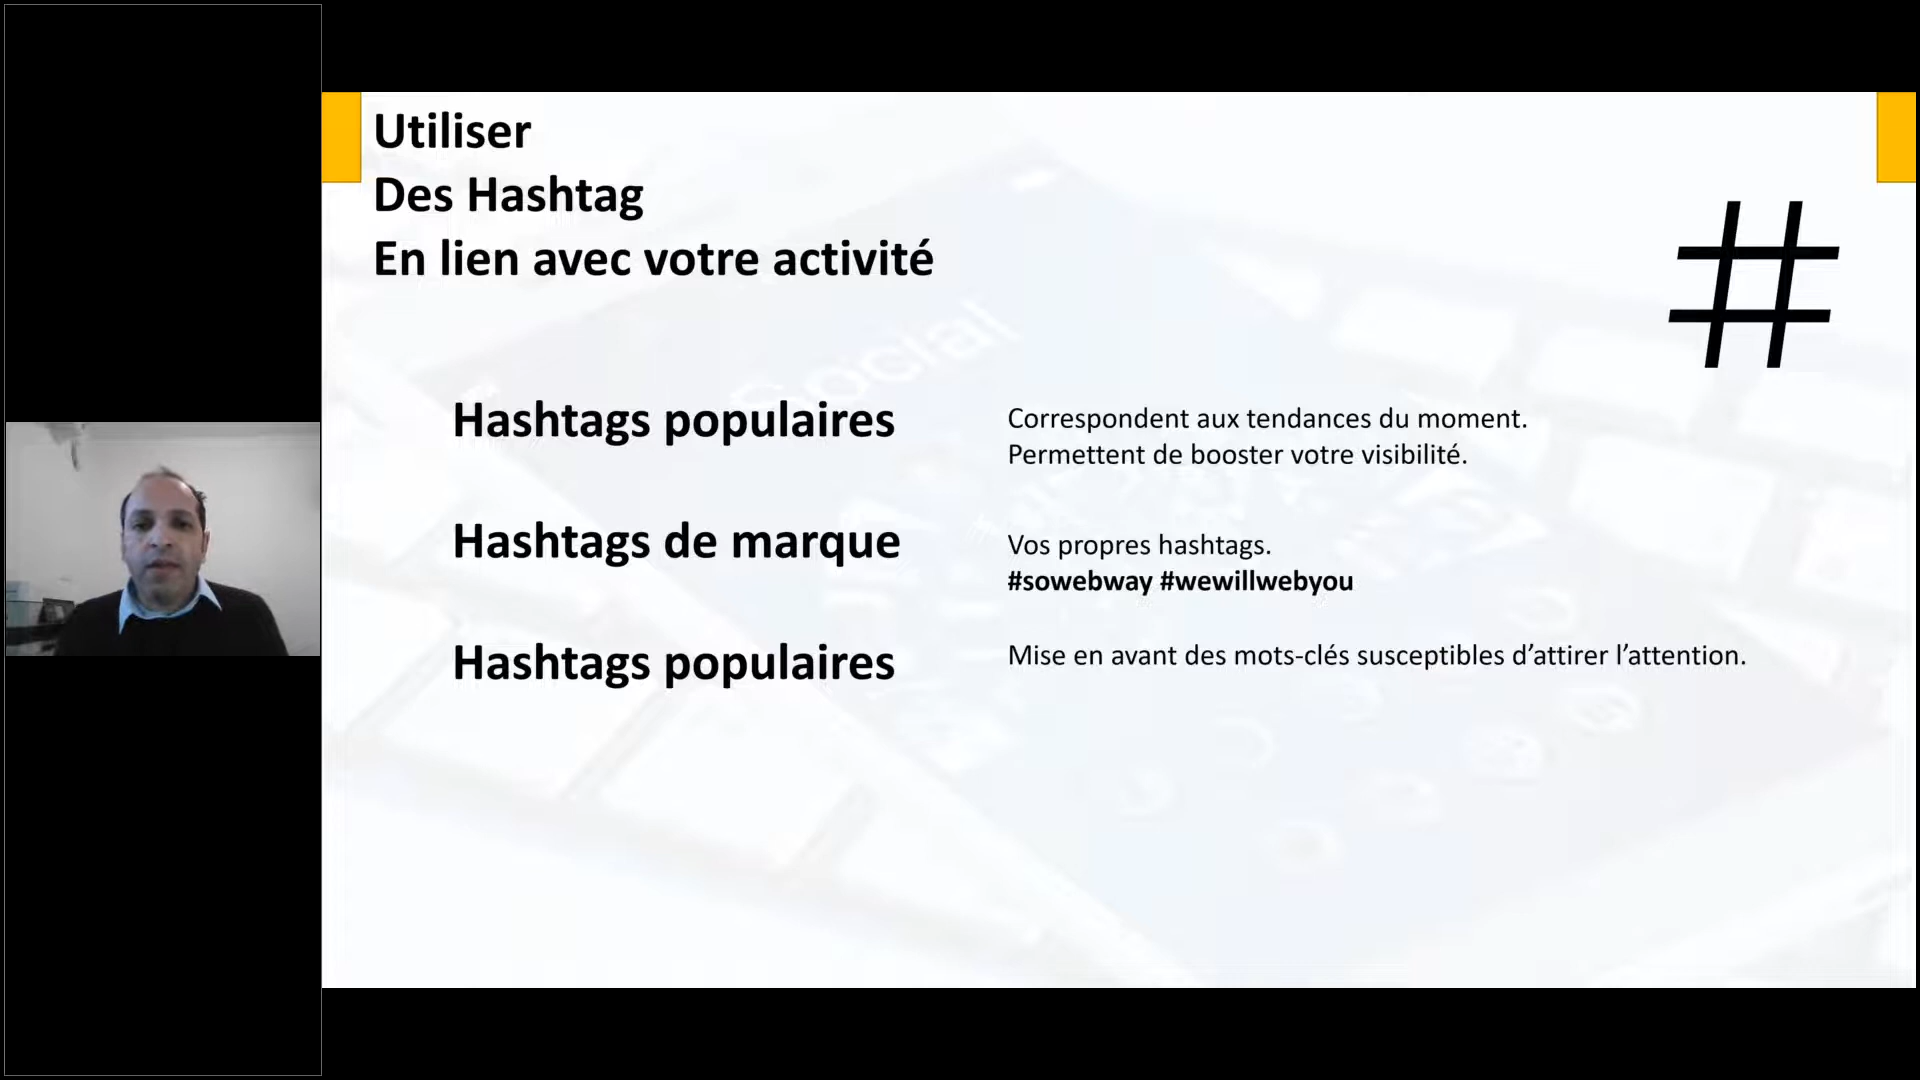 Utiliser
Des Hashtag
En lien avec votre activité
#
Social
Hashtags populaires
Correspondent aux tendances du moment.
Permettent de booster votre visibilité.
Hashtags de marque
Vos propres hashtags.
#sowebway #wewillwebyou
Hashtags populaires
Mise en avant des mots-clés susceptibles d’attirer l’attention.